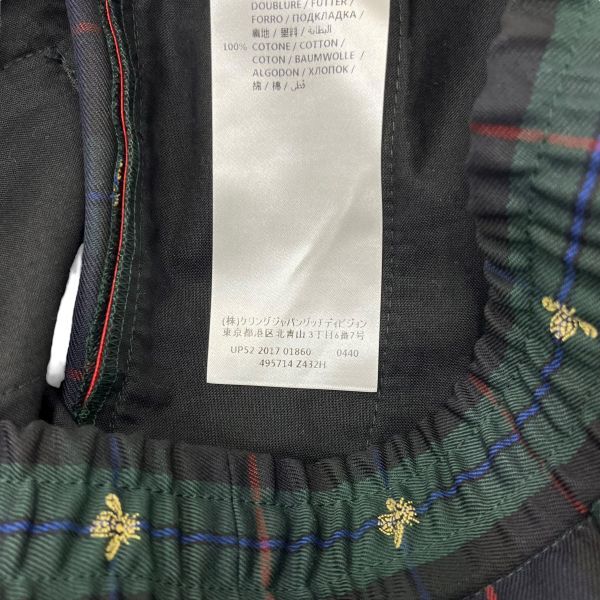 DOUBLURE / FUTTER /
FORRO / ПОДКЛАДКА /
裏地 / 里料 / البطانة
100% COTONE / COTTON /
COTON / BAUMWOLLE /
ALGODON / ХЛОПОК /
綿 / 棉 / قطن
(株)ケリングジャパングッチディビジョン
東京都港区北青山3丁目6番7号
UP52 2017 01860 0440
495714 Z432H